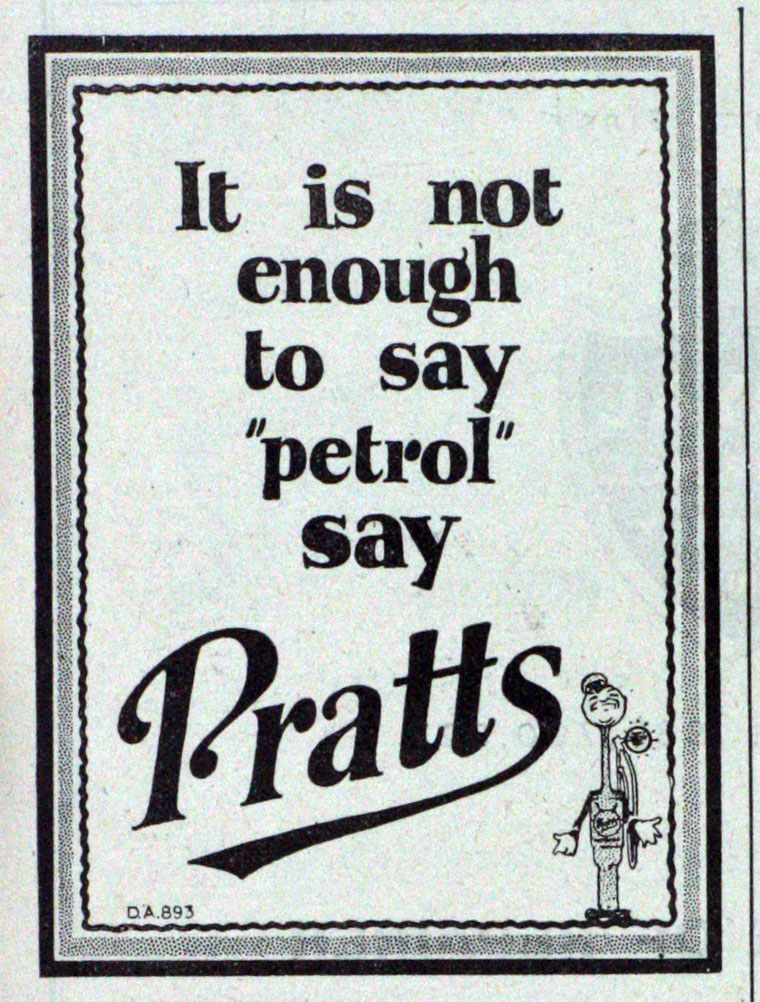 It is not
enough
to say
"petrol"
say
Pratts
D.A.893